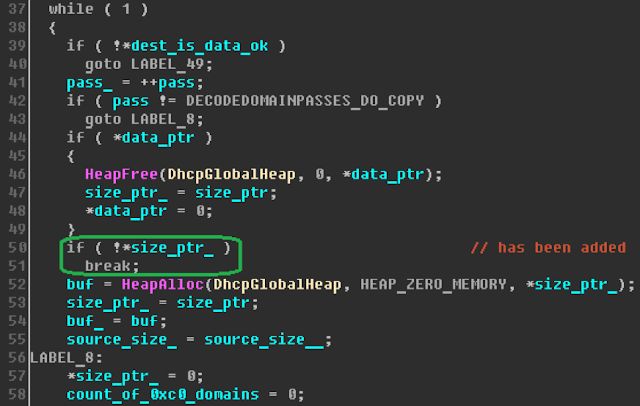 37 while ( 1 )
38 {
39 if ( !*dest_is_data_ok )
40 goto LABEL_49;
41 pass_ = ++pass;
42 if ( pass != DECODEDOMAINPASSES_DO_COPY )
43 goto LABEL_8;
44 if ( *data_ptr )
45 {
46 HeapFree(DhcpGlobalHeap, 0, *data_ptr);
47 size_ptr_ = size_ptr;
48 *data_ptr = 0;
49 }
50 if ( !*size_ptr_ ) // has been added
51 break;
52 buf = HeapAlloc(DhcpGlobalHeap, HEAP_ZERO_MEMORY, *size_ptr_);
53 size_ptr_ = size_ptr;
54 buf_ = buf;
55 source_size_ = source_size__;
56 LABEL_8:
57 *size_ptr_ = 0;
58 count_of_0xc0_domains = 0;